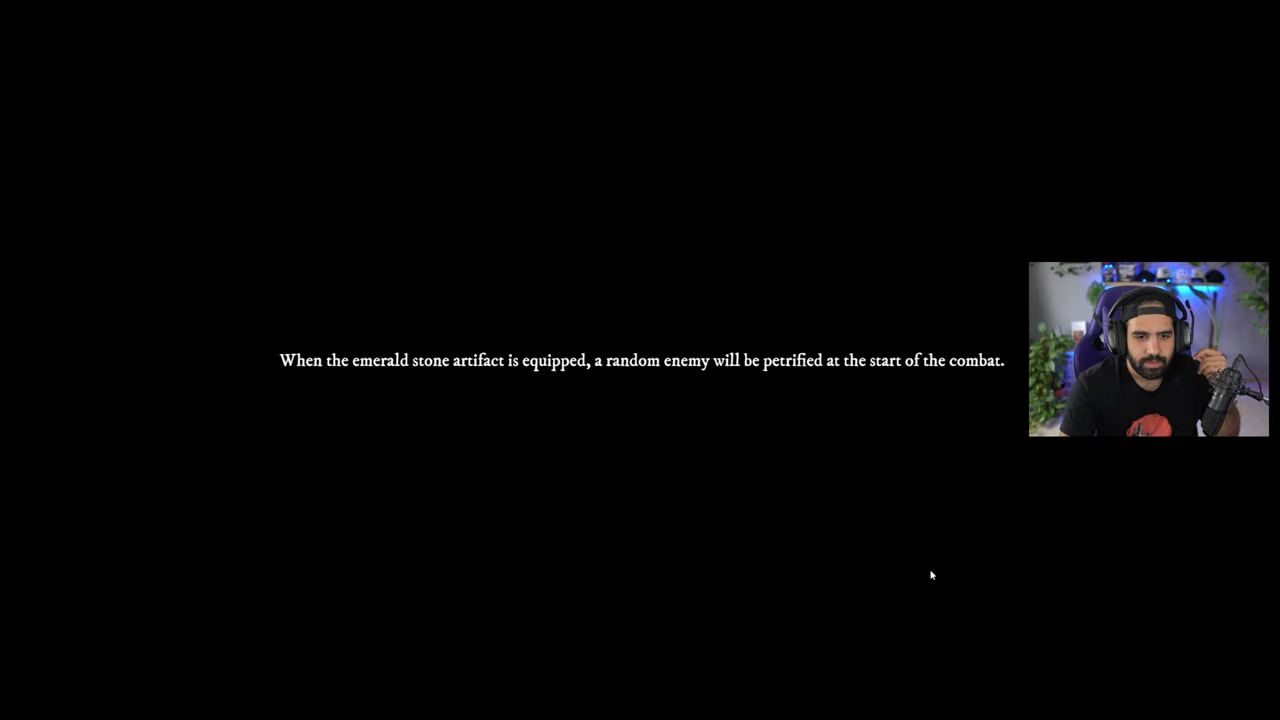 When the emerald stone artifact is equipped, a random enemy will be petrified at the start of the combat.